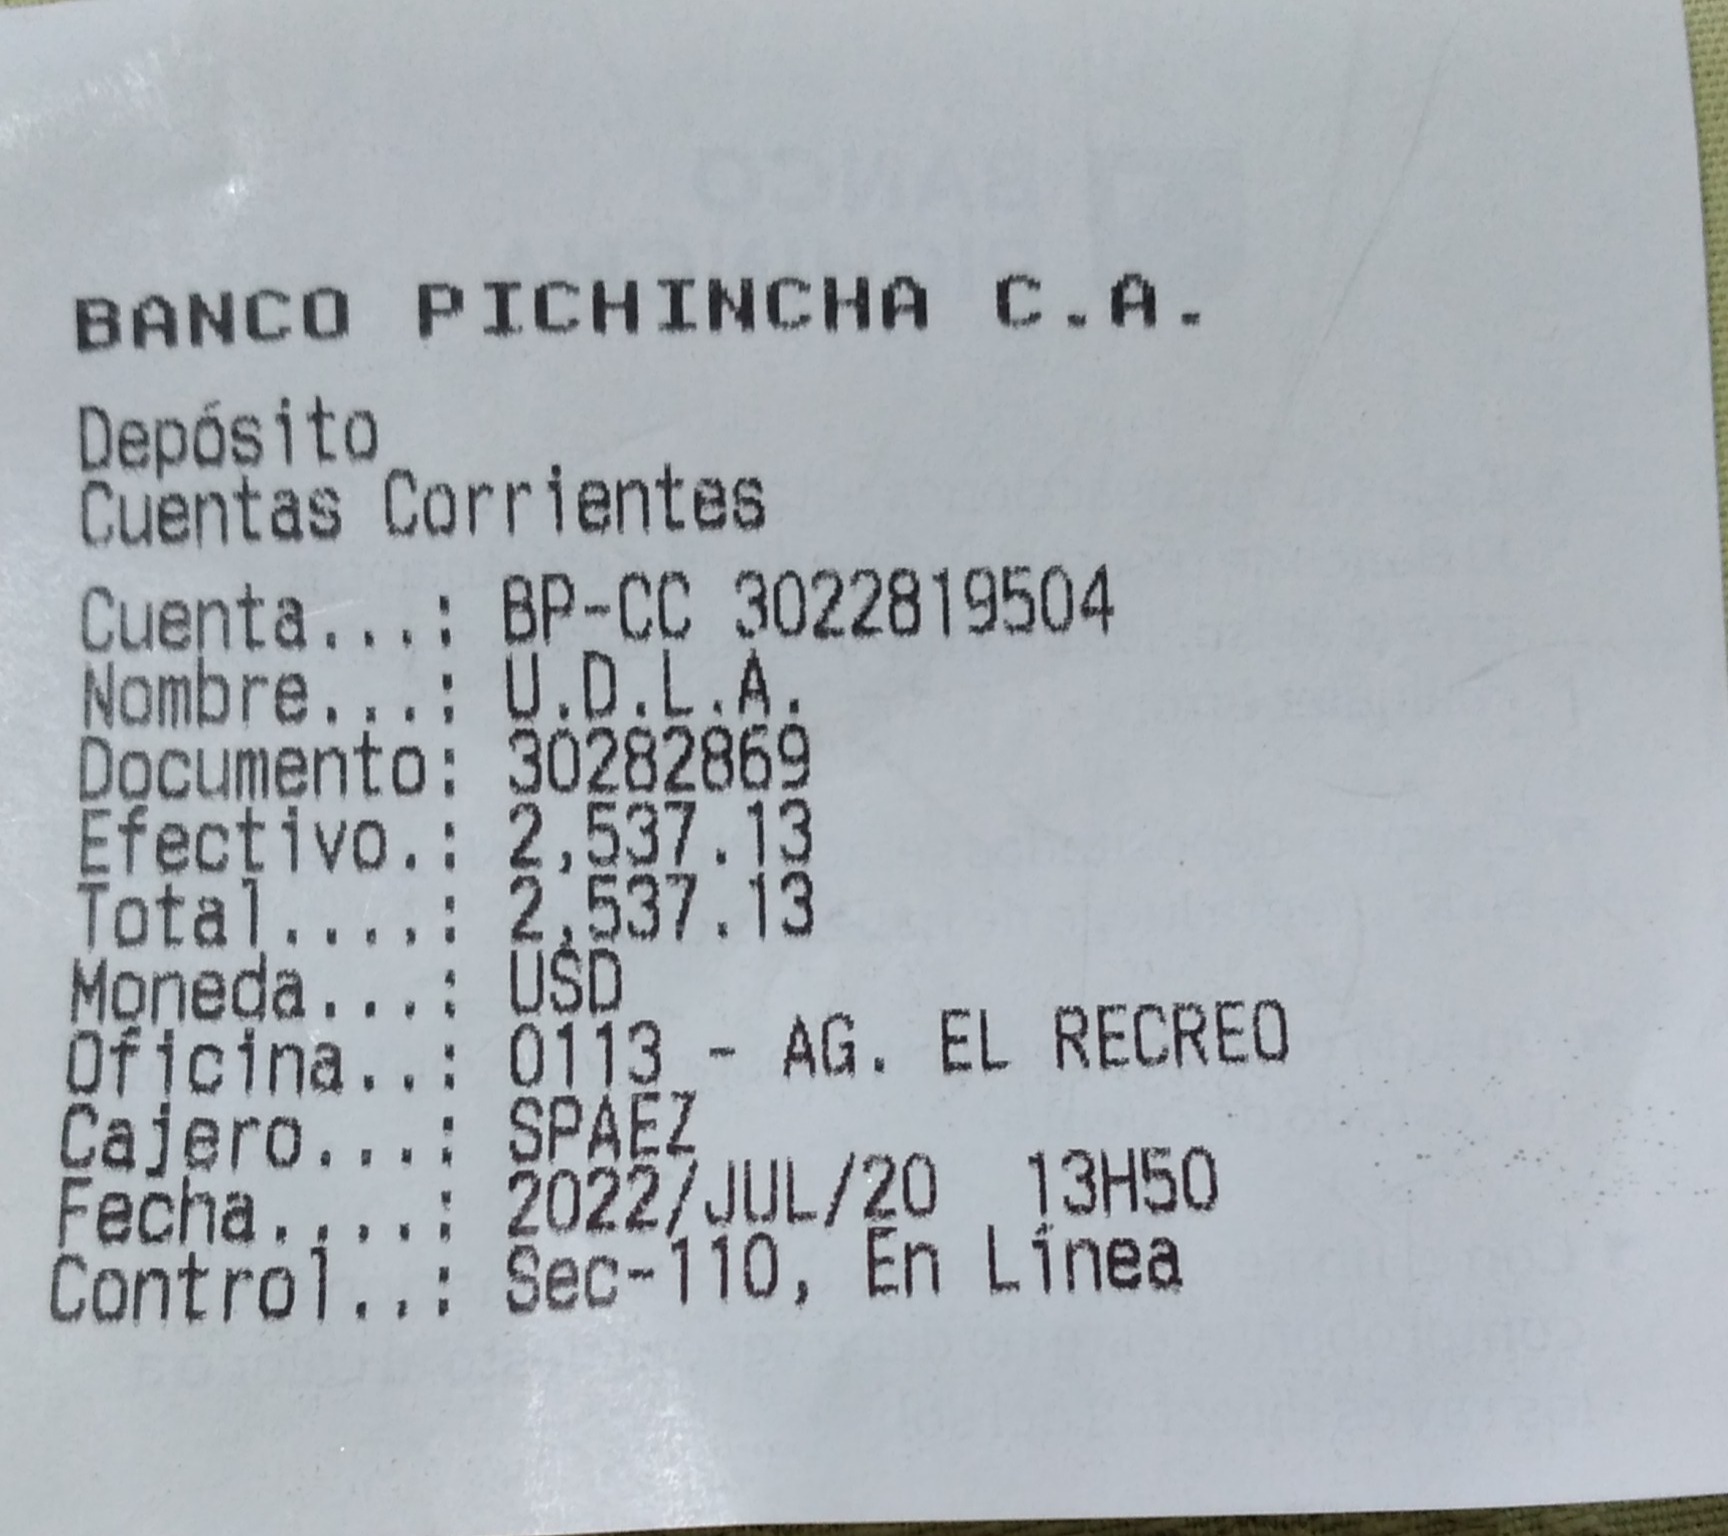 BANCO PICHINCHA C.A.
Depósito
Cuentas Corrientes
Cuenta...: BP-CC 3022819504
Nombre...: U.D.L.A.
Documento: 30282869
Efectivo.: 2,537.13
Total....: 2,537.13
Moneda...: USD
Oficina..: 0113 - AG. EL RECREO
Cajero...: SPAEZ
Fecha....: 2022/JUL/20 13H50
Control..: Sec-110, En Línea